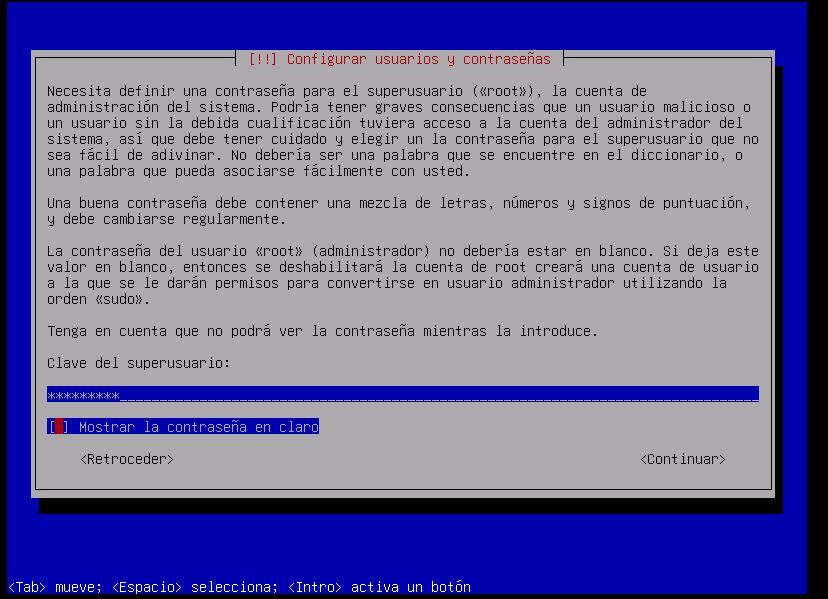 [!!] Configurar usuarios y contraseñas
Necesita definir una contraseña para el superusuario («root»), la cuenta de
administración del sistema. Podría tener graves consecuencias que un usuario malicioso o
un usuario sin la debida cualificación tuviera acceso a la cuenta del administrador del
sistema, así que debe tener cuidado y elegir un la contraseña para el superusuario que no
sea fácil de adivinar. No debería ser una palabra que se encuentre en el diccionario, o
una palabra que pueda asociarse fácilmente con usted.
Una buena contraseña debe contener una mezcla de letras, números y signos de puntuación,
y debe cambiarse regularmente.
La contraseña del usuario «root» (administrador) no debería estar en blanco. Si deja este
valor en blanco, entonces se deshabilitará la cuenta de root creará una cuenta de usuario
a la que se le darán permisos para convertirse en usuario administrador utilizando la
orden «sudo».
Tenga en cuenta que no podrá ver la contraseña mientras la introduce.
Clave del superusuario:
*********
[ ] Mostrar la contraseña en claro
<Retroceder> <Continuar>
<Tab> mueve; <Espacio> selecciona; <Intro> activa un botón